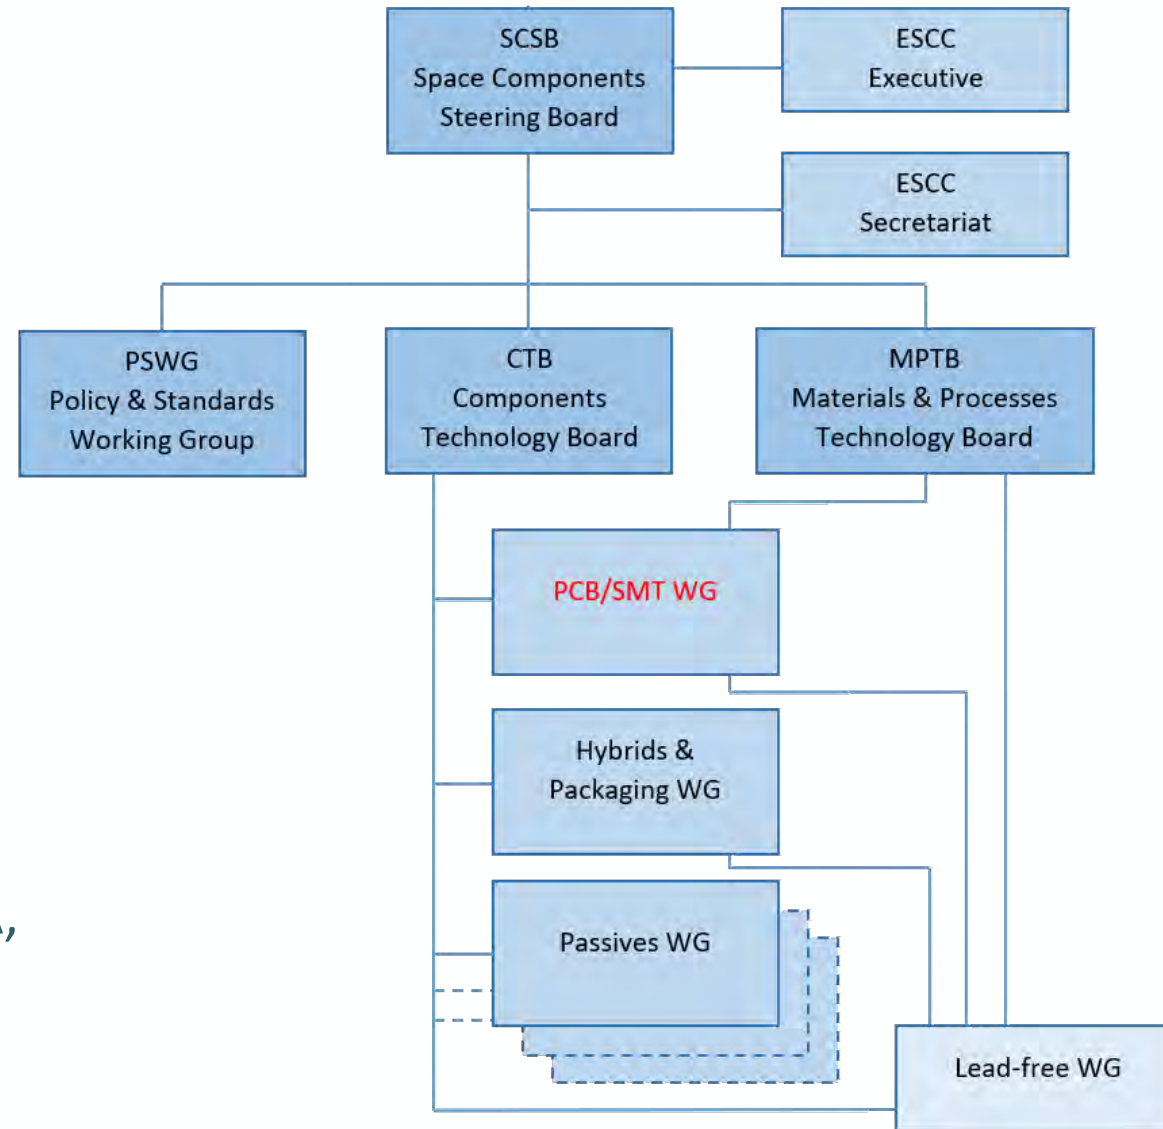 SCSB
Space Components
Steering Board
ESCC
Executive
ESCC
Secretariat
PSWG
Policy & Standards
Working Group
CTB
Components
Technology Board
MPTB
Materials & Processes
Technology Board
PCB/SMT WG
Hybrids &
Packaging WG
Passives WG
Lead-free WG